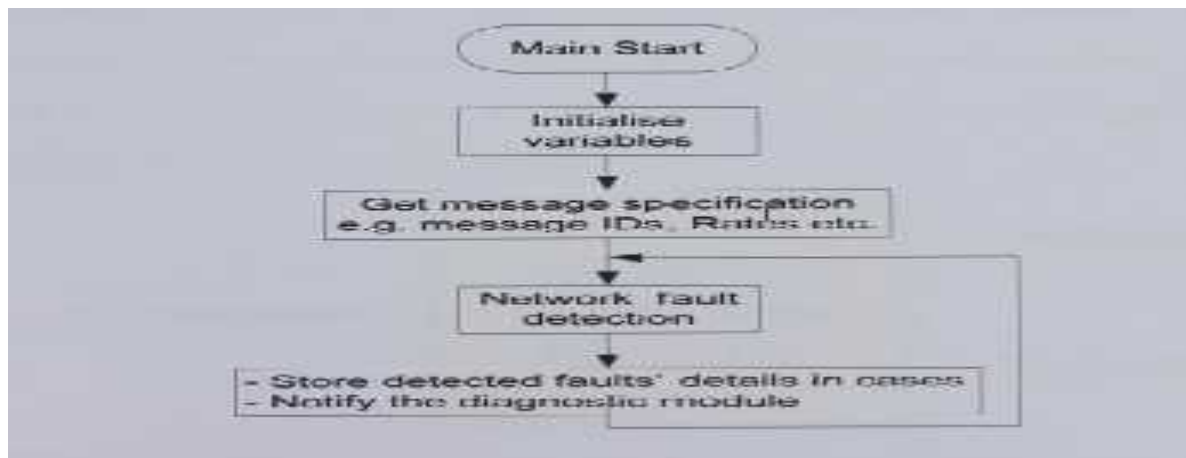 Main Start
Initialise
variables
Get message specification
e.g. message IDs, Rates etc.
Network fault
detection
- Store detected faults' details in cases
- Notify the diagnostic module